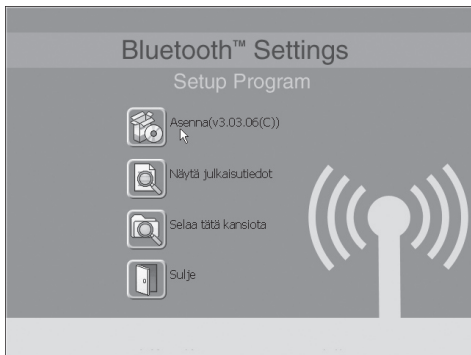 Bluetooth™ Settings
Setup Program
Asenna(v3.03.06(C))
Näytä julkaisutiedot
Selaa tätä kansiota
Sulje